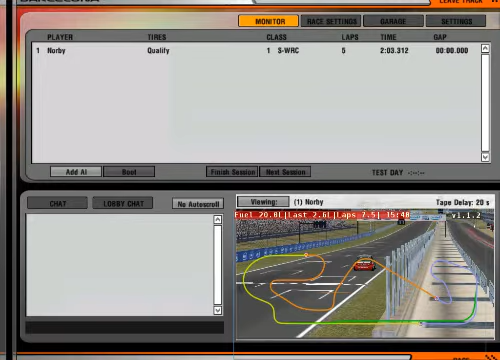 BARCELONA
LEAVE TRACK
MONITOR RACE SETTINGS GARAGE SETTINGS
PLAYER TIRES CLASS LAPS TIME GAP
1 Norby Qualify 1 S-WRC 5 2:03.312 00:00.000
Add AI Boot Finish Session Next Session TEST DAY -:--:--
CHAT LOBBY CHAT No Autoscroll
Viewing: (1) Norby Tape Delay: 20 s
Fuel 20.0L|Last 2.6L|Laps 7.5| 15:48 v1.1.2